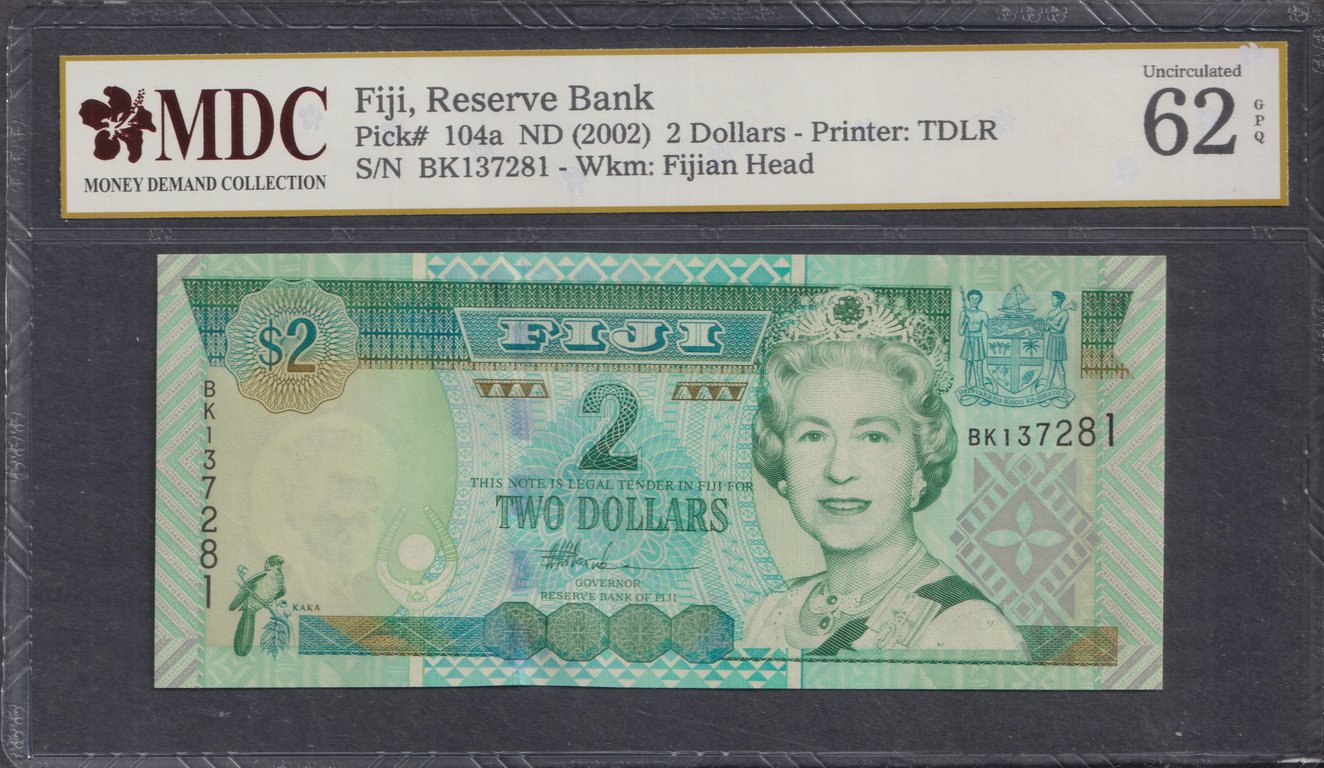 MDC
MONEY DEMAND COLLECTION
Fiji, Reserve Bank
Pick# 104a ND (2002) 2 Dollars - Printer: TDLR
S/N BK137281 - Wkm: Fijian Head
Uncirculated
62
GPQ
$2
FIJI
2
BK137281
BK137281
THIS NOTE IS LEGAL TENDER IN FIJI FOR
TWO DOLLARS
GOVERNOR
RESERVE BANK OF FIJI
KAKA